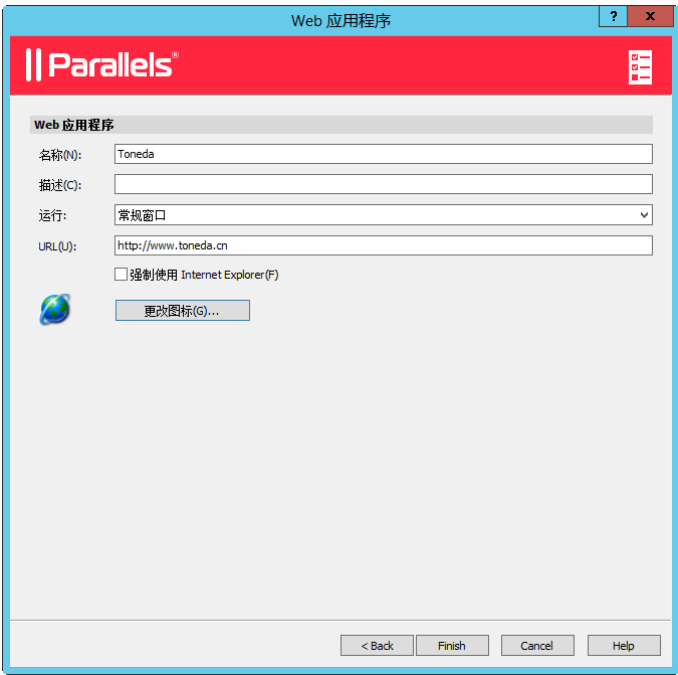 Web 应用程序
? x
Parallels®
Web 应用程序
名称(N): Toneda
描述(C):
运行: 常规窗口
URL(U): http://www.toneda.cn
强制使用 Internet Explorer(F)
更改图标(G)...
< Back Finish Cancel Help